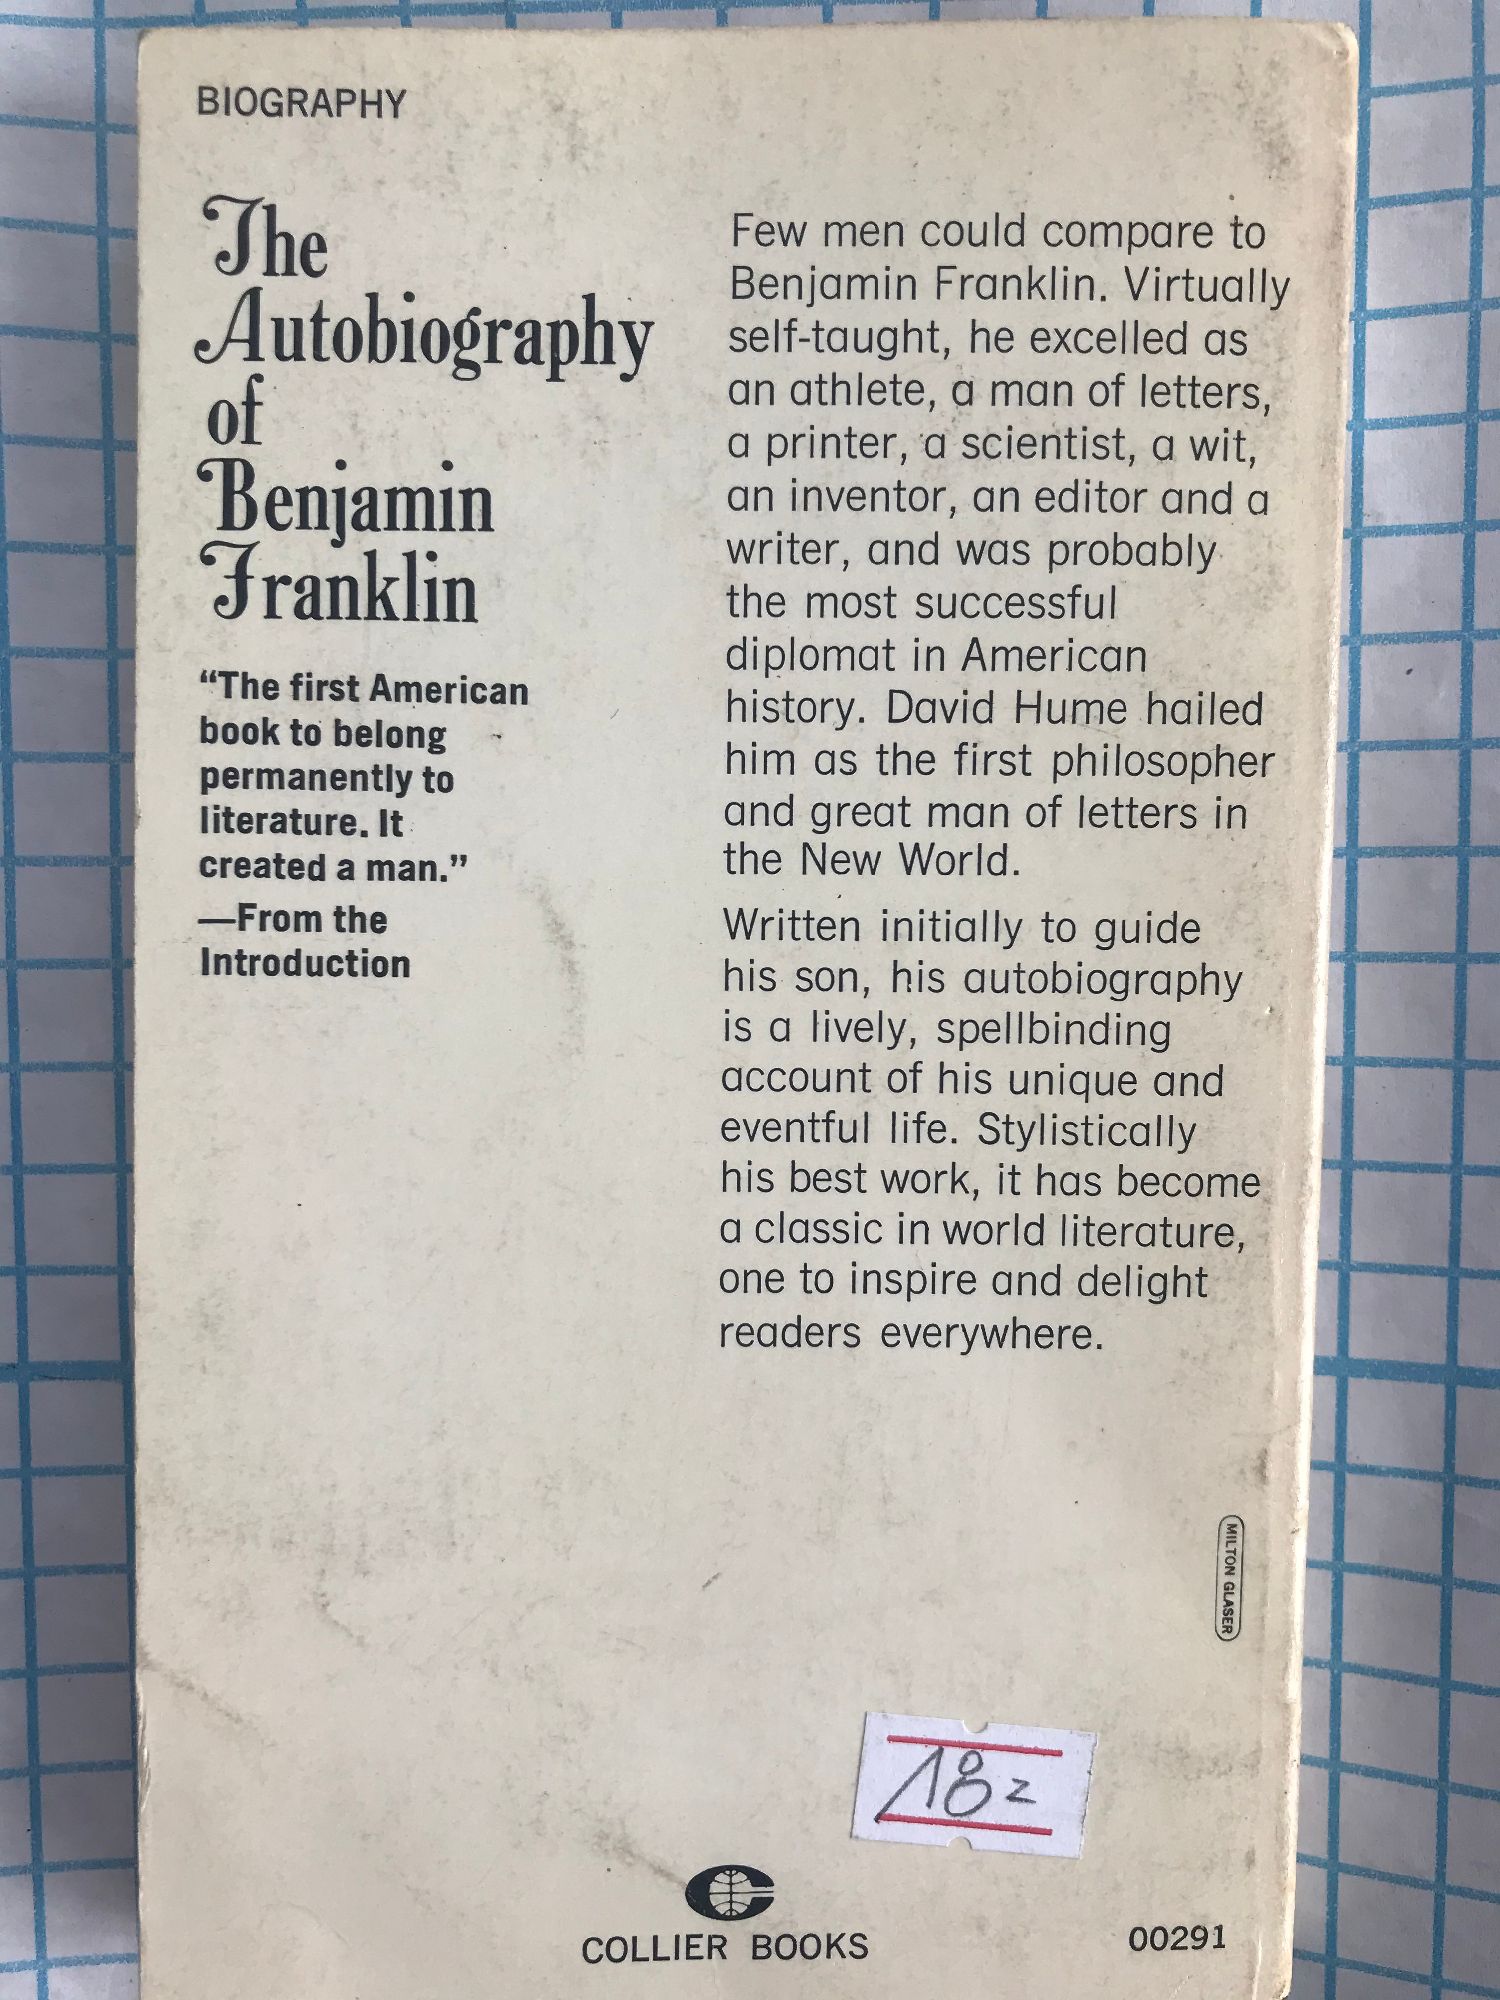 BIOGRAPHY
The
Autobiography
of
Benjamin
Franklin
“The first American
book to belong
permanently to
literature. It
created a man.”
—From the
Introduction
Few men could compare to
Benjamin Franklin. Virtually
self-taught, he excelled as
an athlete, a man of letters,
a printer, a scientist, a wit,
an inventor, an editor and a
writer, and was probably
the most successful
diplomat in American
history. David Hume hailed
him as the first philosopher
and great man of letters in
the New World.
Written initially to guide
his son, his autobiography
is a lively, spellbinding
account of his unique and
eventful life. Stylistically
his best work, it has become
a classic in world literature,
one to inspire and delight
readers everywhere.
MILTON GLASER
18z
COLLIER BOOKS
00291